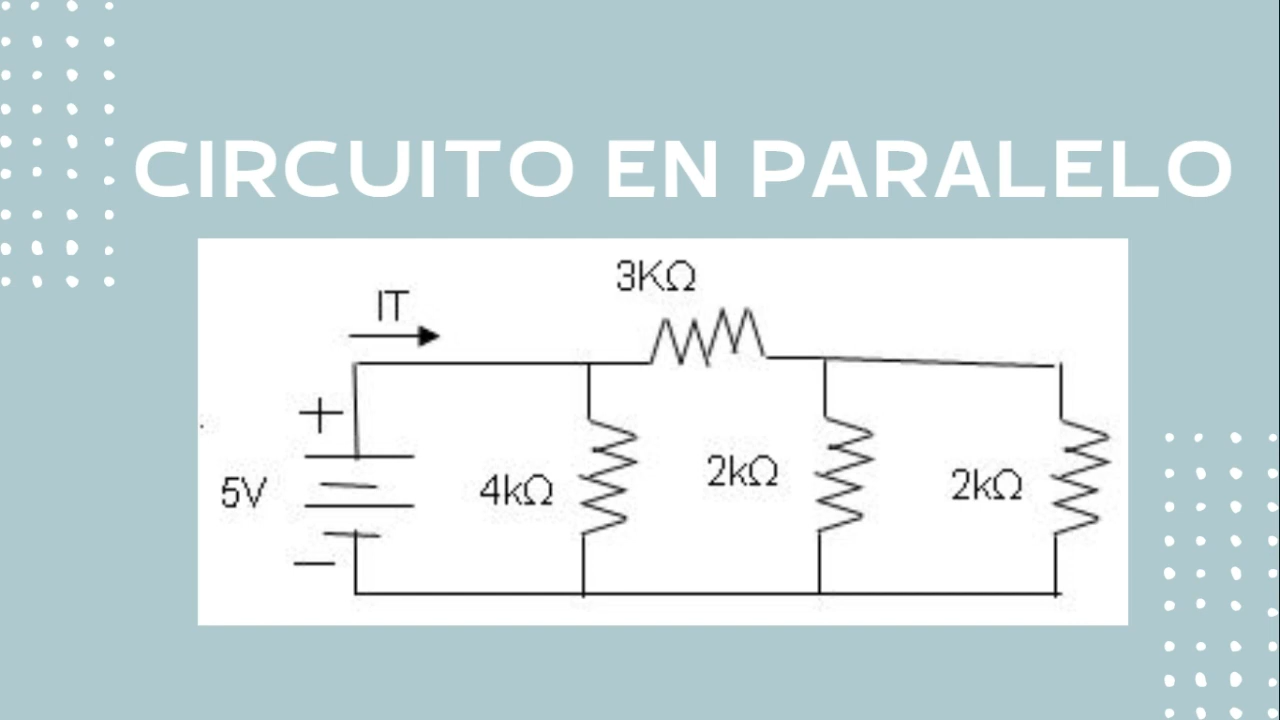 CIRCUITO EN PARALELO
3KΩ
IT
+
5V
4kΩ
2kΩ
2kΩ
—